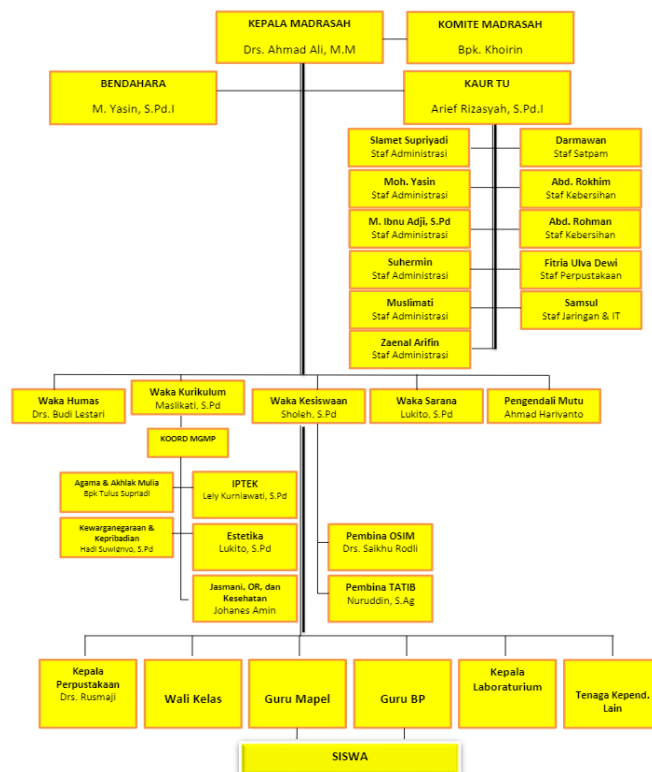 KEPALA MADRASAH
Drs. Ahmad Ali, M.M
KOMITE MADRASAH
Bpk. Khoirin
BENDAHARA
M. Yasin, S.Pd.I
KAUR TU
Arief Rizasyah, S.Pd.I
Slamet Supriyadi
Staf Administrasi
Darmawan
Staf Satpam
Moh. Yasin
Staf Administrasi
Abd. Rokhim
Staf Kebersihan
M. Ibnu Adji, S.Pd
Staf Administrasi
Abd. Rohman
Staf Kebersihan
Suhermin
Staf Administrasi
Fitria Ulva Dewi
Staf Perpustakaan
Muslimati
Staf Administrasi
Samsul
Staf Jaringan & IT
Zaenal Arifin
Staf Administrasi
Waka Humas
Drs. Budi Lestari
Waka Kurikulum
Maslikati, S.Pd
Waka Kesiswaan
Sholeh, S.Pd
Waka Sarana
Lukito, S.Pd
Pengendali Mutu
Ahmad Hariyanto
KOORD MGMP
Agama & Akhlak Mulia
Bpk Tulus Supriadi
IPTEK
Lely Kurniawati, S.Pd
Kewarganegaraan &
Kepribadian
Hadi Suwignyo, S.Pd
Estetika
Lukito, S.Pd
Pembina OSIM
Drs. Saikhu Rodli
Jasmani, OR, dan
Kesehatan
Johanes Amin
Pembina TATIB
Nuruddin, S.Ag
Kepala
Perpustakaan
Drs. Rusmaji
Wali Kelas
Guru Mapel
Guru BP
Kepala
Laboraturium
Tenaga Kepend.
Lain
SISWA